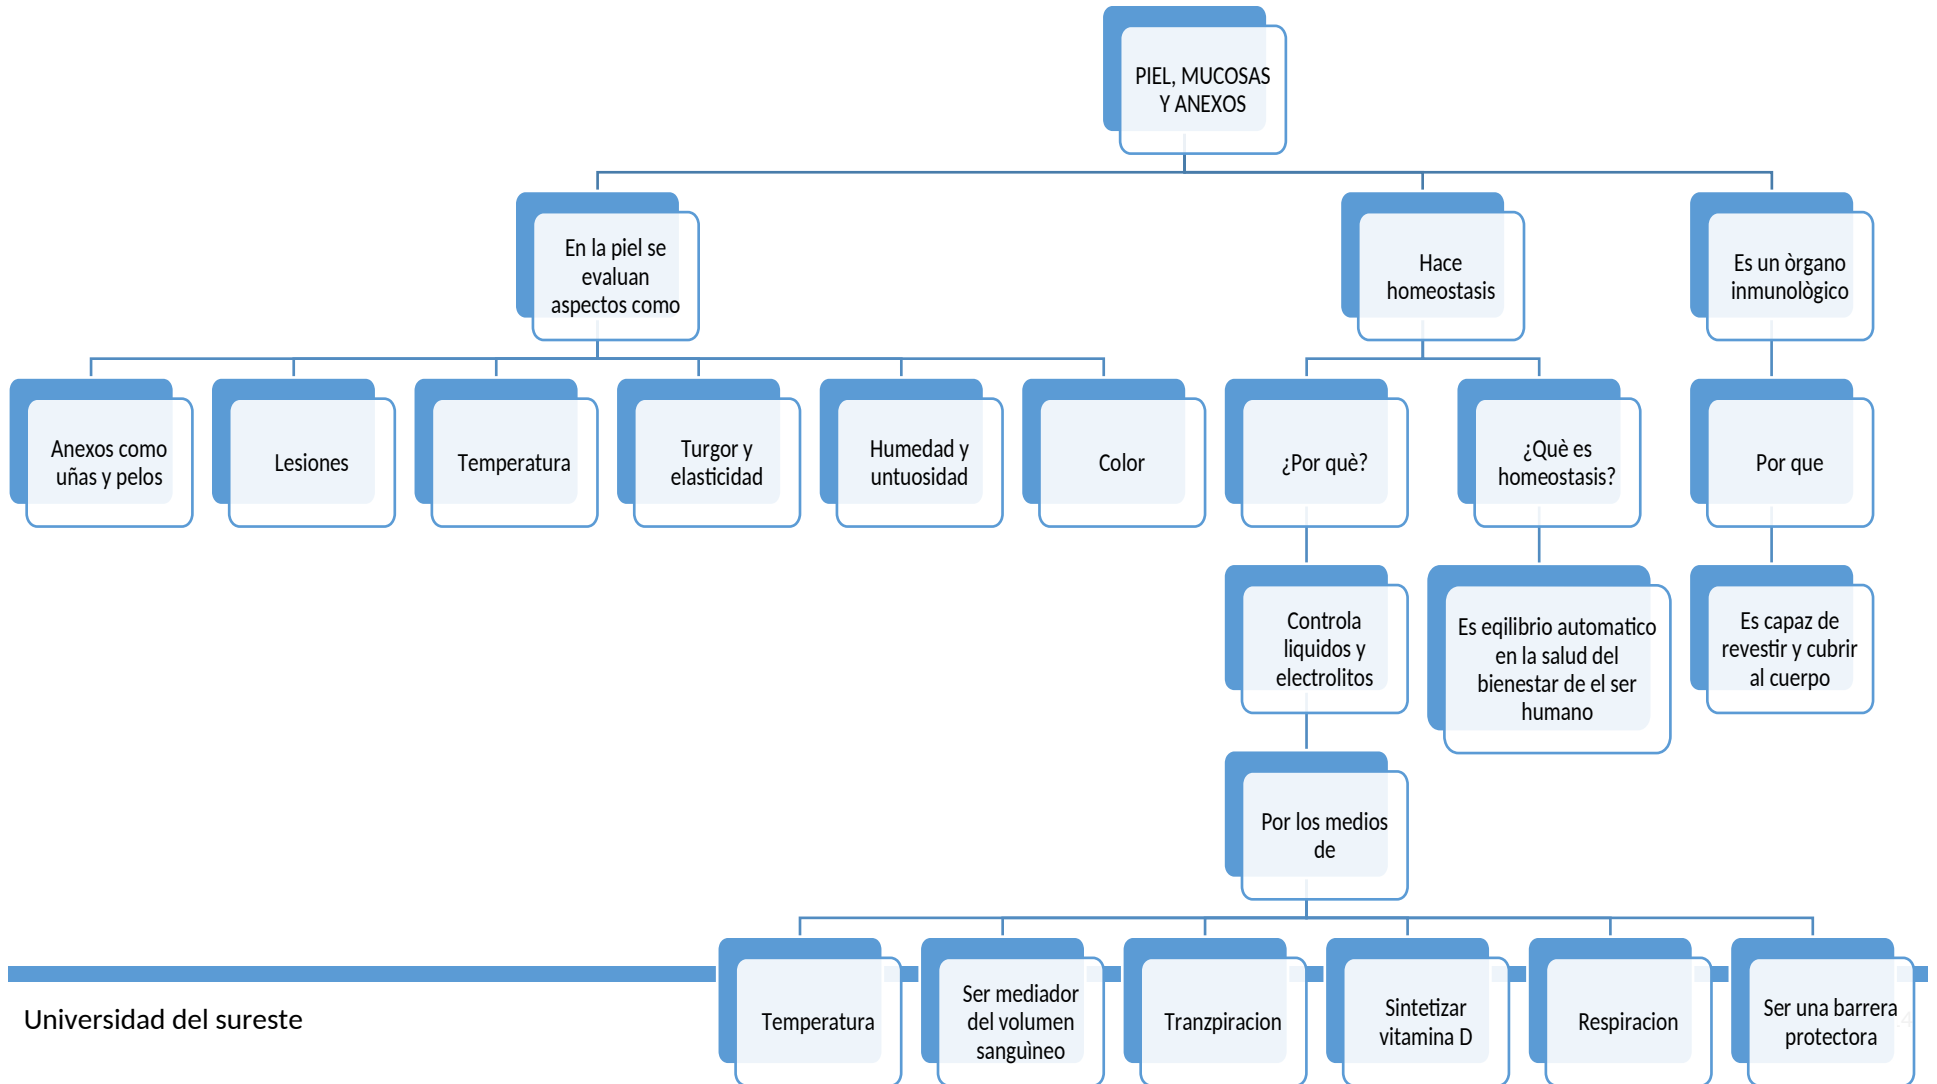 PIEL, MUCOSAS
Y ANEXOS
En la piel se
evaluan
aspectos como
Hace
homeostasis
Es un òrgano
inmunològico
Anexos como
uñas y pelos
Lesiones
Temperatura
Turgor y
elasticidad
Humedad y
untuosidad
Color
¿Por què?
¿Què es
homeostasis?
Por que
Controla
liquidos y
electrolitos
Es eqilibrio automatico
en la salud del
bienestar de el ser
humano
Es capaz de
revestir y cubrir
al cuerpo
Por los medios
de
Temperatura
Ser mediador
del volumen
sanguìneo
Tranzpiracion
Sintetizar
vitamina D
Respiracion
Ser una barrera
protectora
Universidad del sureste